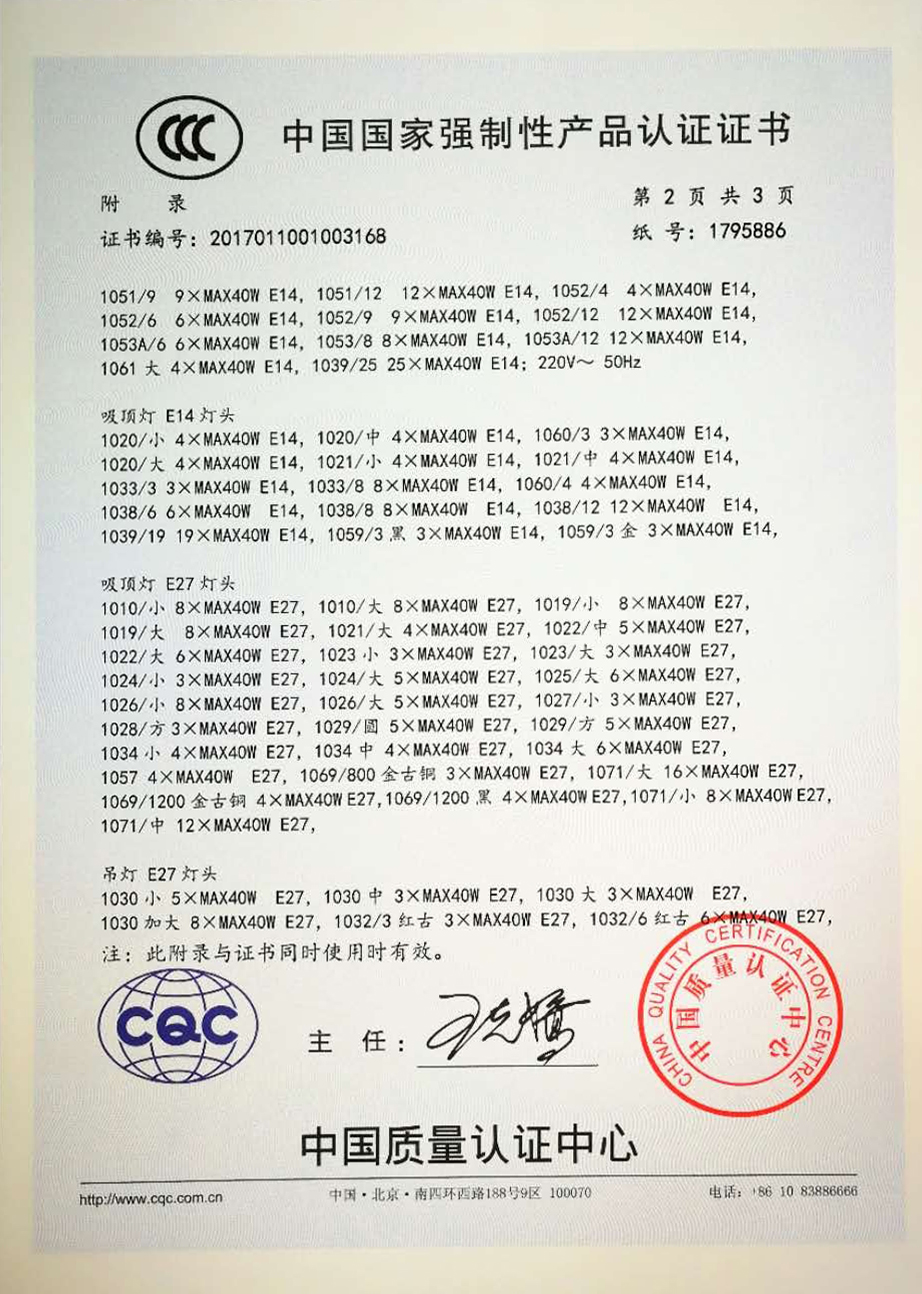 CCC
中国国家强制性产品认证证书
附 录
第 2 页 共 3 页
证书编号：2017011001003168
纸 号：1795886
1051/9 9×MAX40W E14, 1051/12 12×MAX40W E14, 1052/4 4×MAX40W E14,
1052/6 6×MAX40W E14, 1052/9 9×MAX40W E14, 1052/12 12×MAX40W E14,
1053A/6 6×MAX40W E14, 1053/8 8×MAX40W E14, 1053A/12 12×MAX40W E14,
1061 大 4×MAX40W E14, 1039/25 25×MAX40W E14; 220V～ 50Hz
吸顶灯 E14 灯头
1020/小 4×MAX40W E14, 1020/中 4×MAX40W E14, 1060/3 3×MAX40W E14,
1020/大 4×MAX40W E14, 1021/小 4×MAX40W E14, 1021/中 4×MAX40W E14,
1033/3 3×MAX40W E14, 1033/8 8×MAX40W E14, 1060/4 4×MAX40W E14,
1038/6 6×MAX40W E14, 1038/8 8×MAX40W E14, 1038/12 12×MAX40W E14,
1039/19 19×MAX40W E14, 1059/3 黑 3×MAX40W E14, 1059/3 金 3×MAX40W E14,
吸顶灯 E27 灯头
1010/小 8×MAX40W E27, 1010/大 8×MAX40W E27, 1019/小 8×MAX40W E27,
1019/大 8×MAX40W E27, 1021/大 4×MAX40W E27, 1022/中 5×MAX40W E27,
1022/大 6×MAX40W E27, 1023 小 3×MAX40W E27, 1023/大 3×MAX40W E27,
1024/小 3×MAX40W E27, 1024/大 5×MAX40W E27, 1025/大 6×MAX40W E27,
1026/小 8×MAX40W E27, 1026/大 5×MAX40W E27, 1027/小 3×MAX40W E27,
1028/方 3×MAX40W E27, 1029/圆 5×MAX40W E27, 1029/方 5×MAX40W E27,
1034 小 4×MAX40W E27, 1034 中 4×MAX40W E27, 1034 大 6×MAX40W E27,
1057 4×MAX40W E27, 1069/800 金古铜 3×MAX40W E27, 1071/大 16×MAX40W E27,
1069/1200 金古铜 4×MAX40W E27, 1069/1200 黑 4×MAX40W E27, 1071/小 8×MAX40W E27,
1071/中 12×MAX40W E27,
吊灯 E27 灯头
1030 小 5×MAX40W E27, 1030 中 3×MAX40W E27, 1030 大 3×MAX40W E27,
1030 加大 8×MAX40W E27, 1032/3 红古 3×MAX40W E27, 1032/6 红古 6×MAX40W E27,
注：此附录与证书同时使用时有效。
CQC
主 任：
CHINA QUALITY CERTIFICATION CENTRE
中国质量认证中心
中国质量认证中心
http://www.cqc.com.cn
中国·北京·南四环西路188号9区 100070
电话：+86 10 83886666